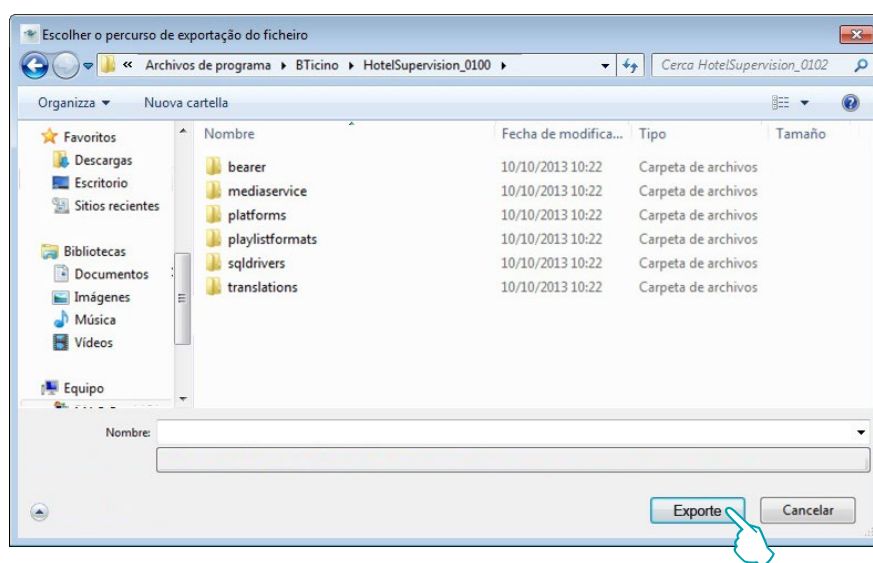 Escolher o percurso de exportação do ficheiro
« Archivos de programa BTicino HotelSupervision_0100 Cerca HotelSupervision_0102
Organizza Nuova cartella
Favoritos
Descargas
Escritorio
Sitios recientes
Bibliotecas
Documentos
Imágenes
Música
Vídeos
Equipo
Nombre Fecha de modifica... Tipo Tamaño
bearer 10/10/2013 10:22 Carpeta de archivos
mediaservice 10/10/2013 10:22 Carpeta de archivos
platforms 10/10/2013 10:22 Carpeta de archivos
playlistformats 10/10/2013 10:22 Carpeta de archivos
sqldrivers 10/10/2013 10:22 Carpeta de archivos
translations 10/10/2013 10:22 Carpeta de archivos
Nombre:
Exporte Cancelar